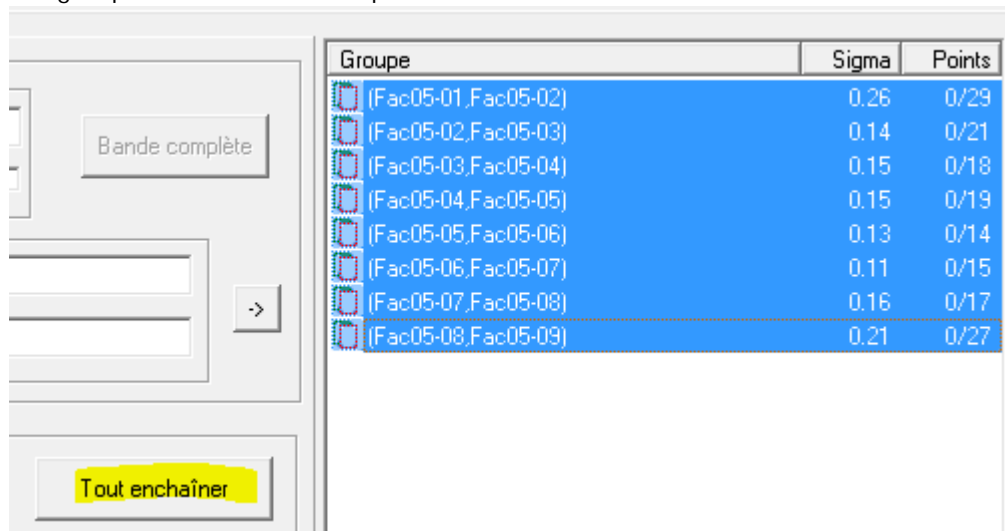 Groupe Sigma Points
(Fac05-01,Fac05-02) 0.26 0/29
(Fac05-02,Fac05-03) 0.14 0/21
(Fac05-03,Fac05-04) 0.15 0/18
(Fac05-04,Fac05-05) 0.15 0/19
(Fac05-05,Fac05-06) 0.13 0/14
(Fac05-06,Fac05-07) 0.11 0/15
(Fac05-07,Fac05-08) 0.16 0/17
(Fac05-08,Fac05-09) 0.21 0/27
Bande complète
->
Tout enchaîner